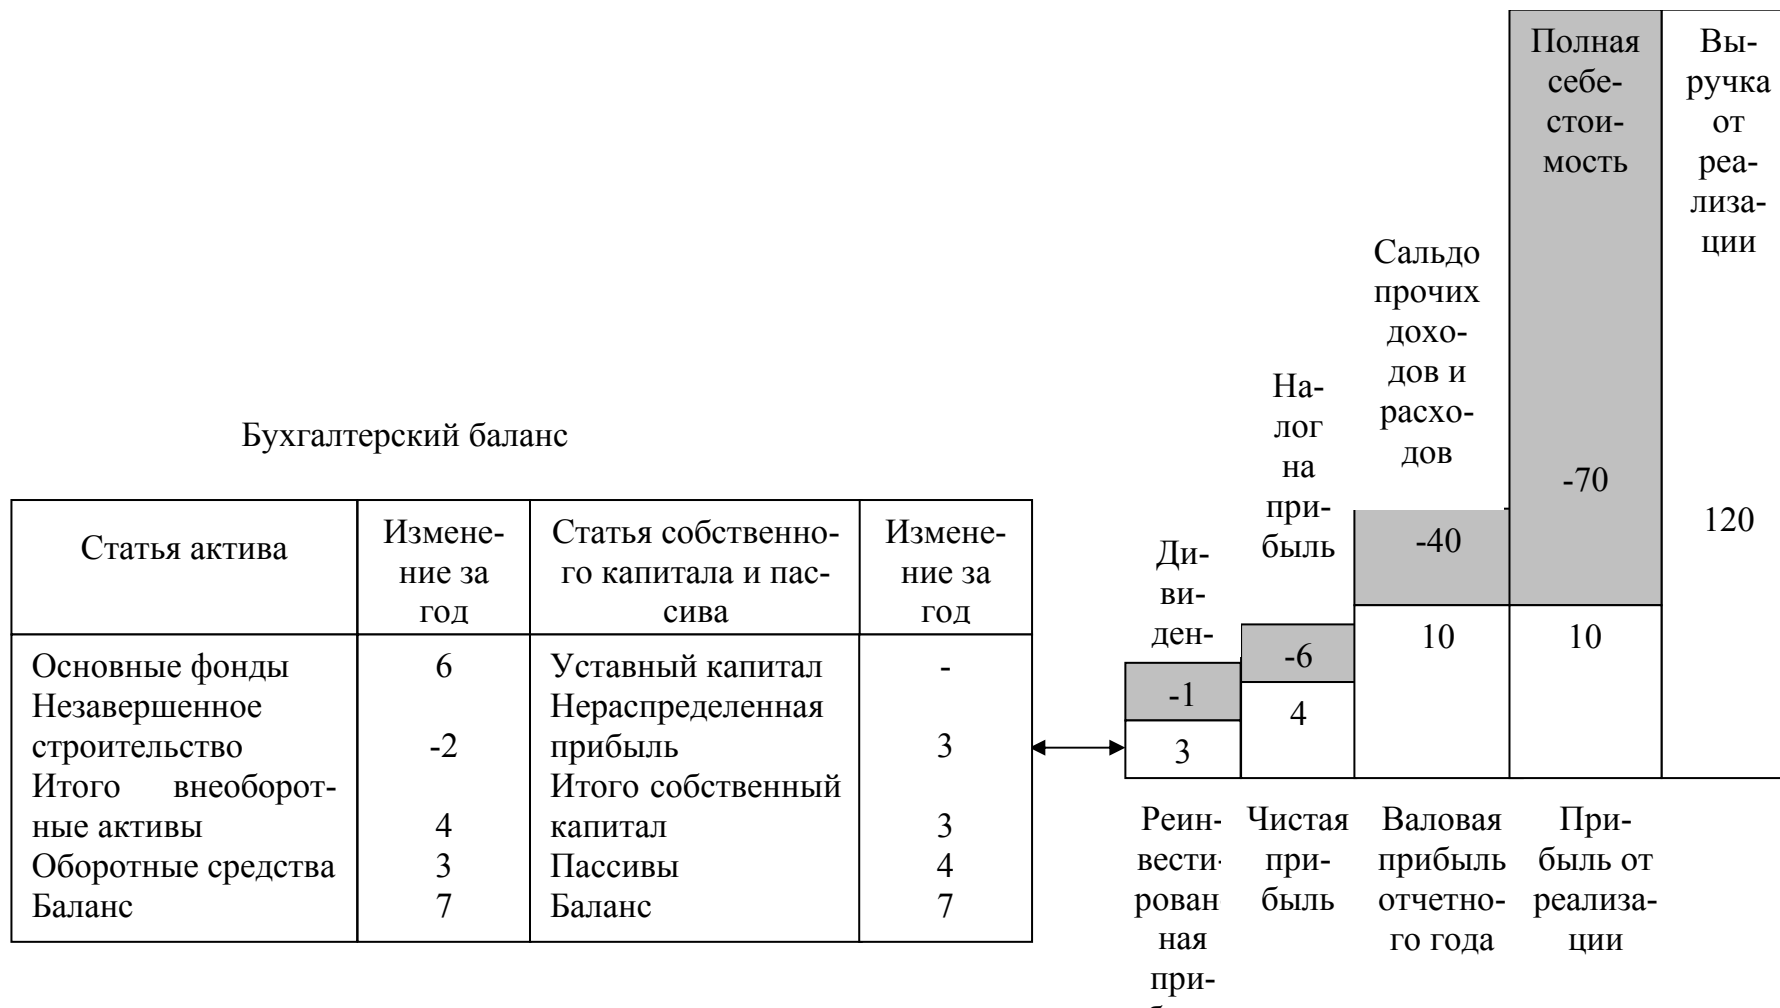 Бухгалтерский баланс
Статья актива
Измене-
ние за
год
Статья собственно-
го капитала и пас-
сива
Измене-
ние за
год
Основные фонды 6 Уставный капитал -
Незавершенное Нераспределенная
строительство -2 прибыль 3
Итого внеоборот- Итого собственный
ные активы 4 капитал 3
Оборотные средства 3 Пассивы 4
Баланс 7 Баланс 7
Ди-
ви-
ден-
-1
3
Реин-
вести-
рован
ная
при-
На-
лог
на
при-
быль
-6
4
Чистая
при-
быль
Сальдо
прочих
дохо-
дов и
расхо-
дов
-40
10
Валовая
прибыль
отчетно-
го года
Полная
себе-
стои-
мость
-70
10
При-
быль от
реализа-
ции
Вы-
ручка
от
реа-
лиза-
ции
120